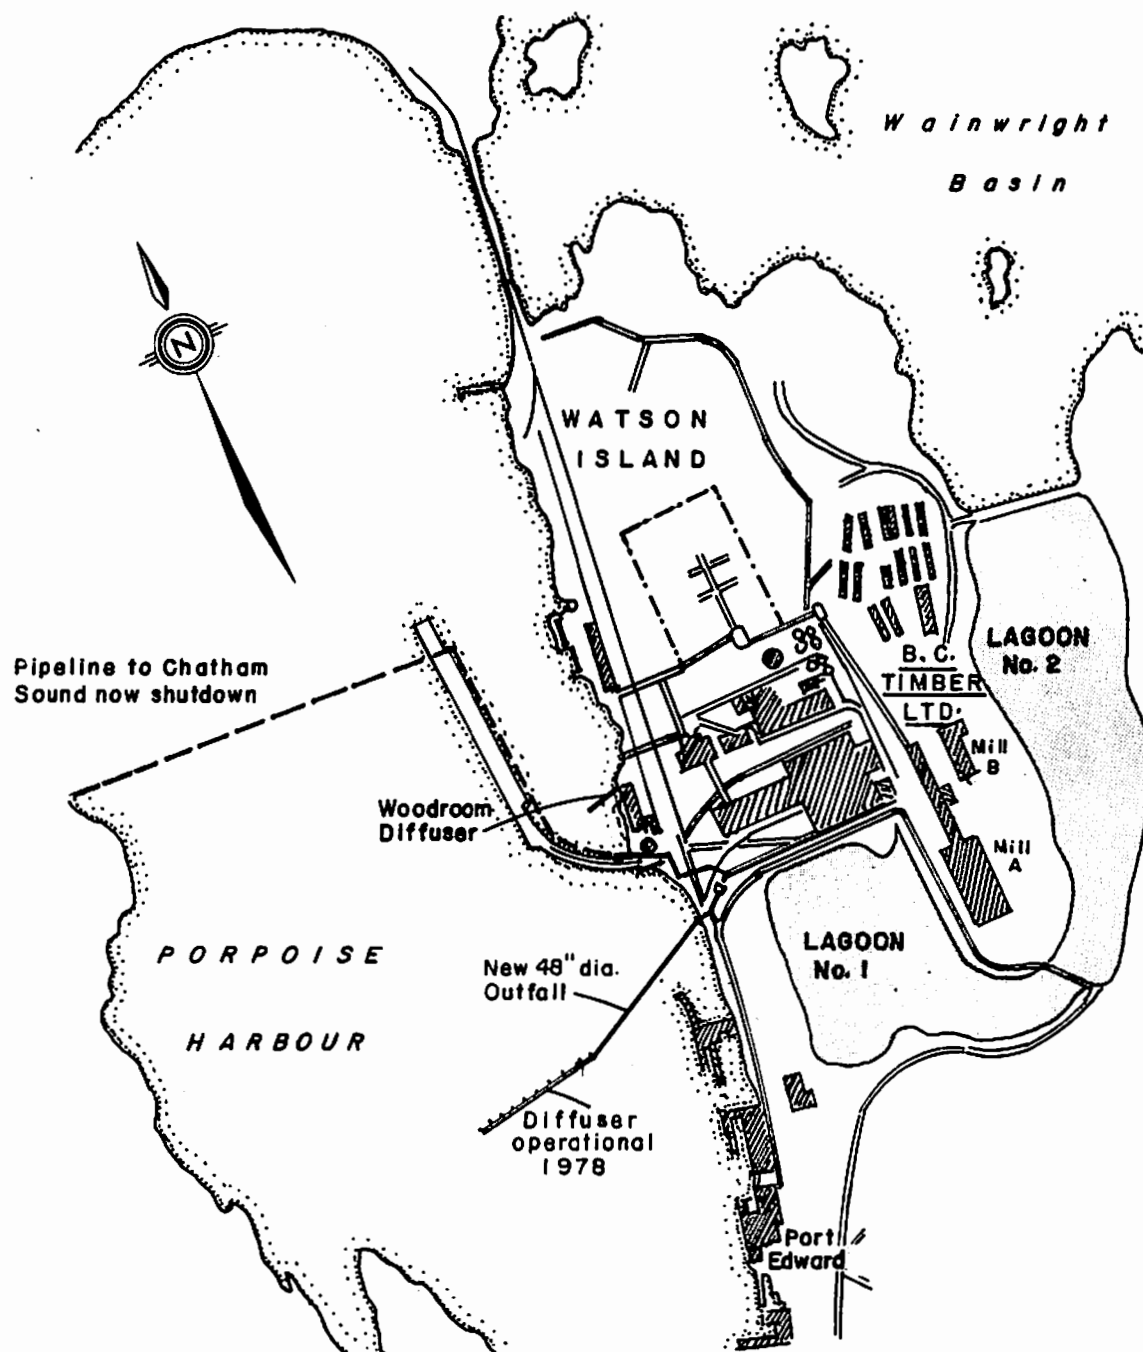 Wainwright
Basin
N
WATSON
ISLAND
Pipeline to Chatham
Sound now shutdown
LAGOON
No. 2
B. C.
TIMBER
LTD.
Mill
B
Woodroom
Diffuser
Mill
A
PORPOISE
HARBOUR
LAGOON
No. 1
New 48" dia.
Outfall
Diffuser
operational
1978
Port
Edward